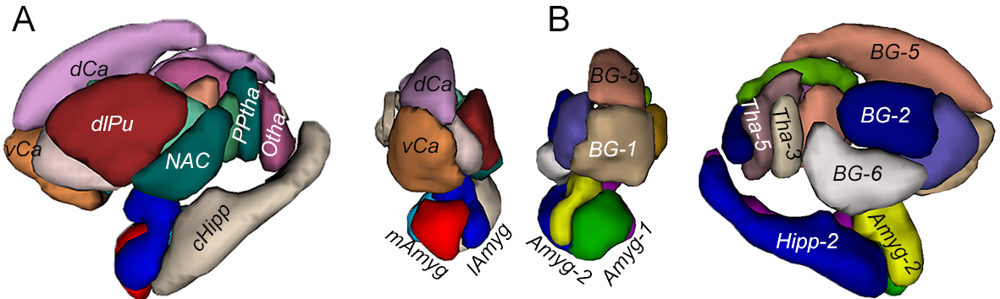 A
dCa
dlPu
vCa
NAC
PPtha
Otha
cHipp
dCa
vCa
mAmyg
lAmyg
B
BG-5
BG-1
Amyg-2
Amyg-1
BG-5
Tha-5
Tha-3
BG-2
BG-6
Hipp-2
Amyg-2